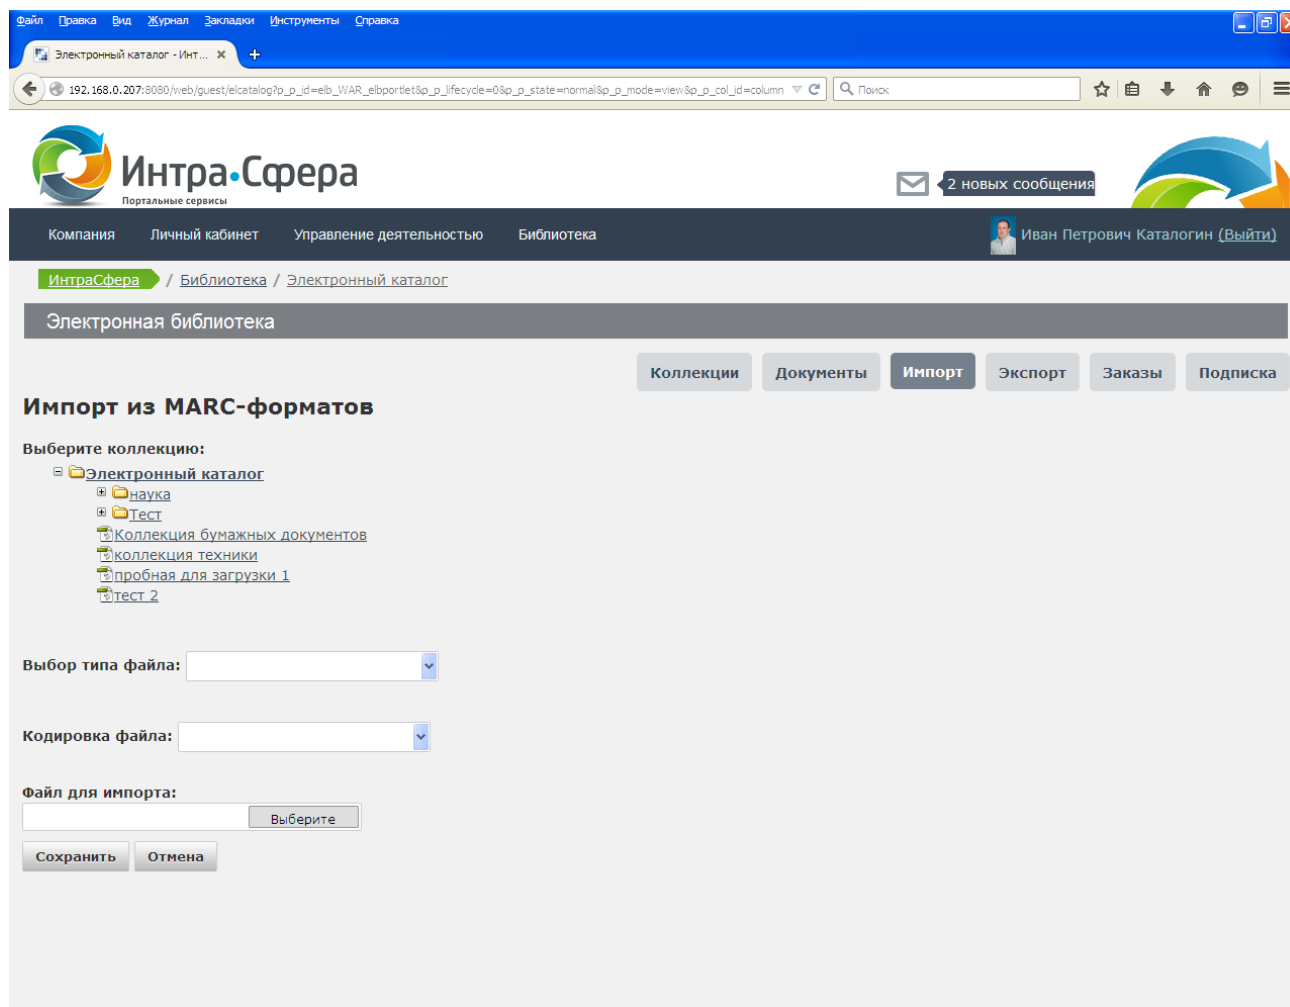 Файл Правка Вид Журнал Закладки Инструменты Справка
Электронный каталог - Инт...
192.168.0.207:8080/web/guest/elcatalog?p_p_id=elb_WAR_elbportlet&p_p_lifecycle=0&p_p_state=normal&p_p_mode=view&p_p_col_id=column
Поиск
Интра•Сфера
Портальные сервисы
2 новых сообщения
Компания Личный кабинет Управление деятельностью Библиотека Иван Петрович Каталогин (Выйти)
ИнтраСфера / Библиотека / Электронный каталог
Электронная библиотека
Коллекции Документы Импорт Экспорт Заказы Подписка
Импорт из MARC-форматов
Выберите коллекцию:
Электронный каталог
наука
Тест
Коллекция бумажных документов
коллекция техники
пробная для загрузки 1
тест 2
Выбор типа файла:
Кодировка файла:
Файл для импорта:
Выберите
Сохранить Отмена